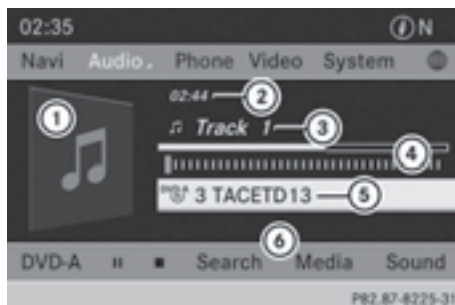 02:35 N
Navi Audio Phone Video System
02:44 2
1 Track 1 3
4
DVD-A 3 TACETD13 5
6
DVD-A Search Media Sound
P82.87-8225-31